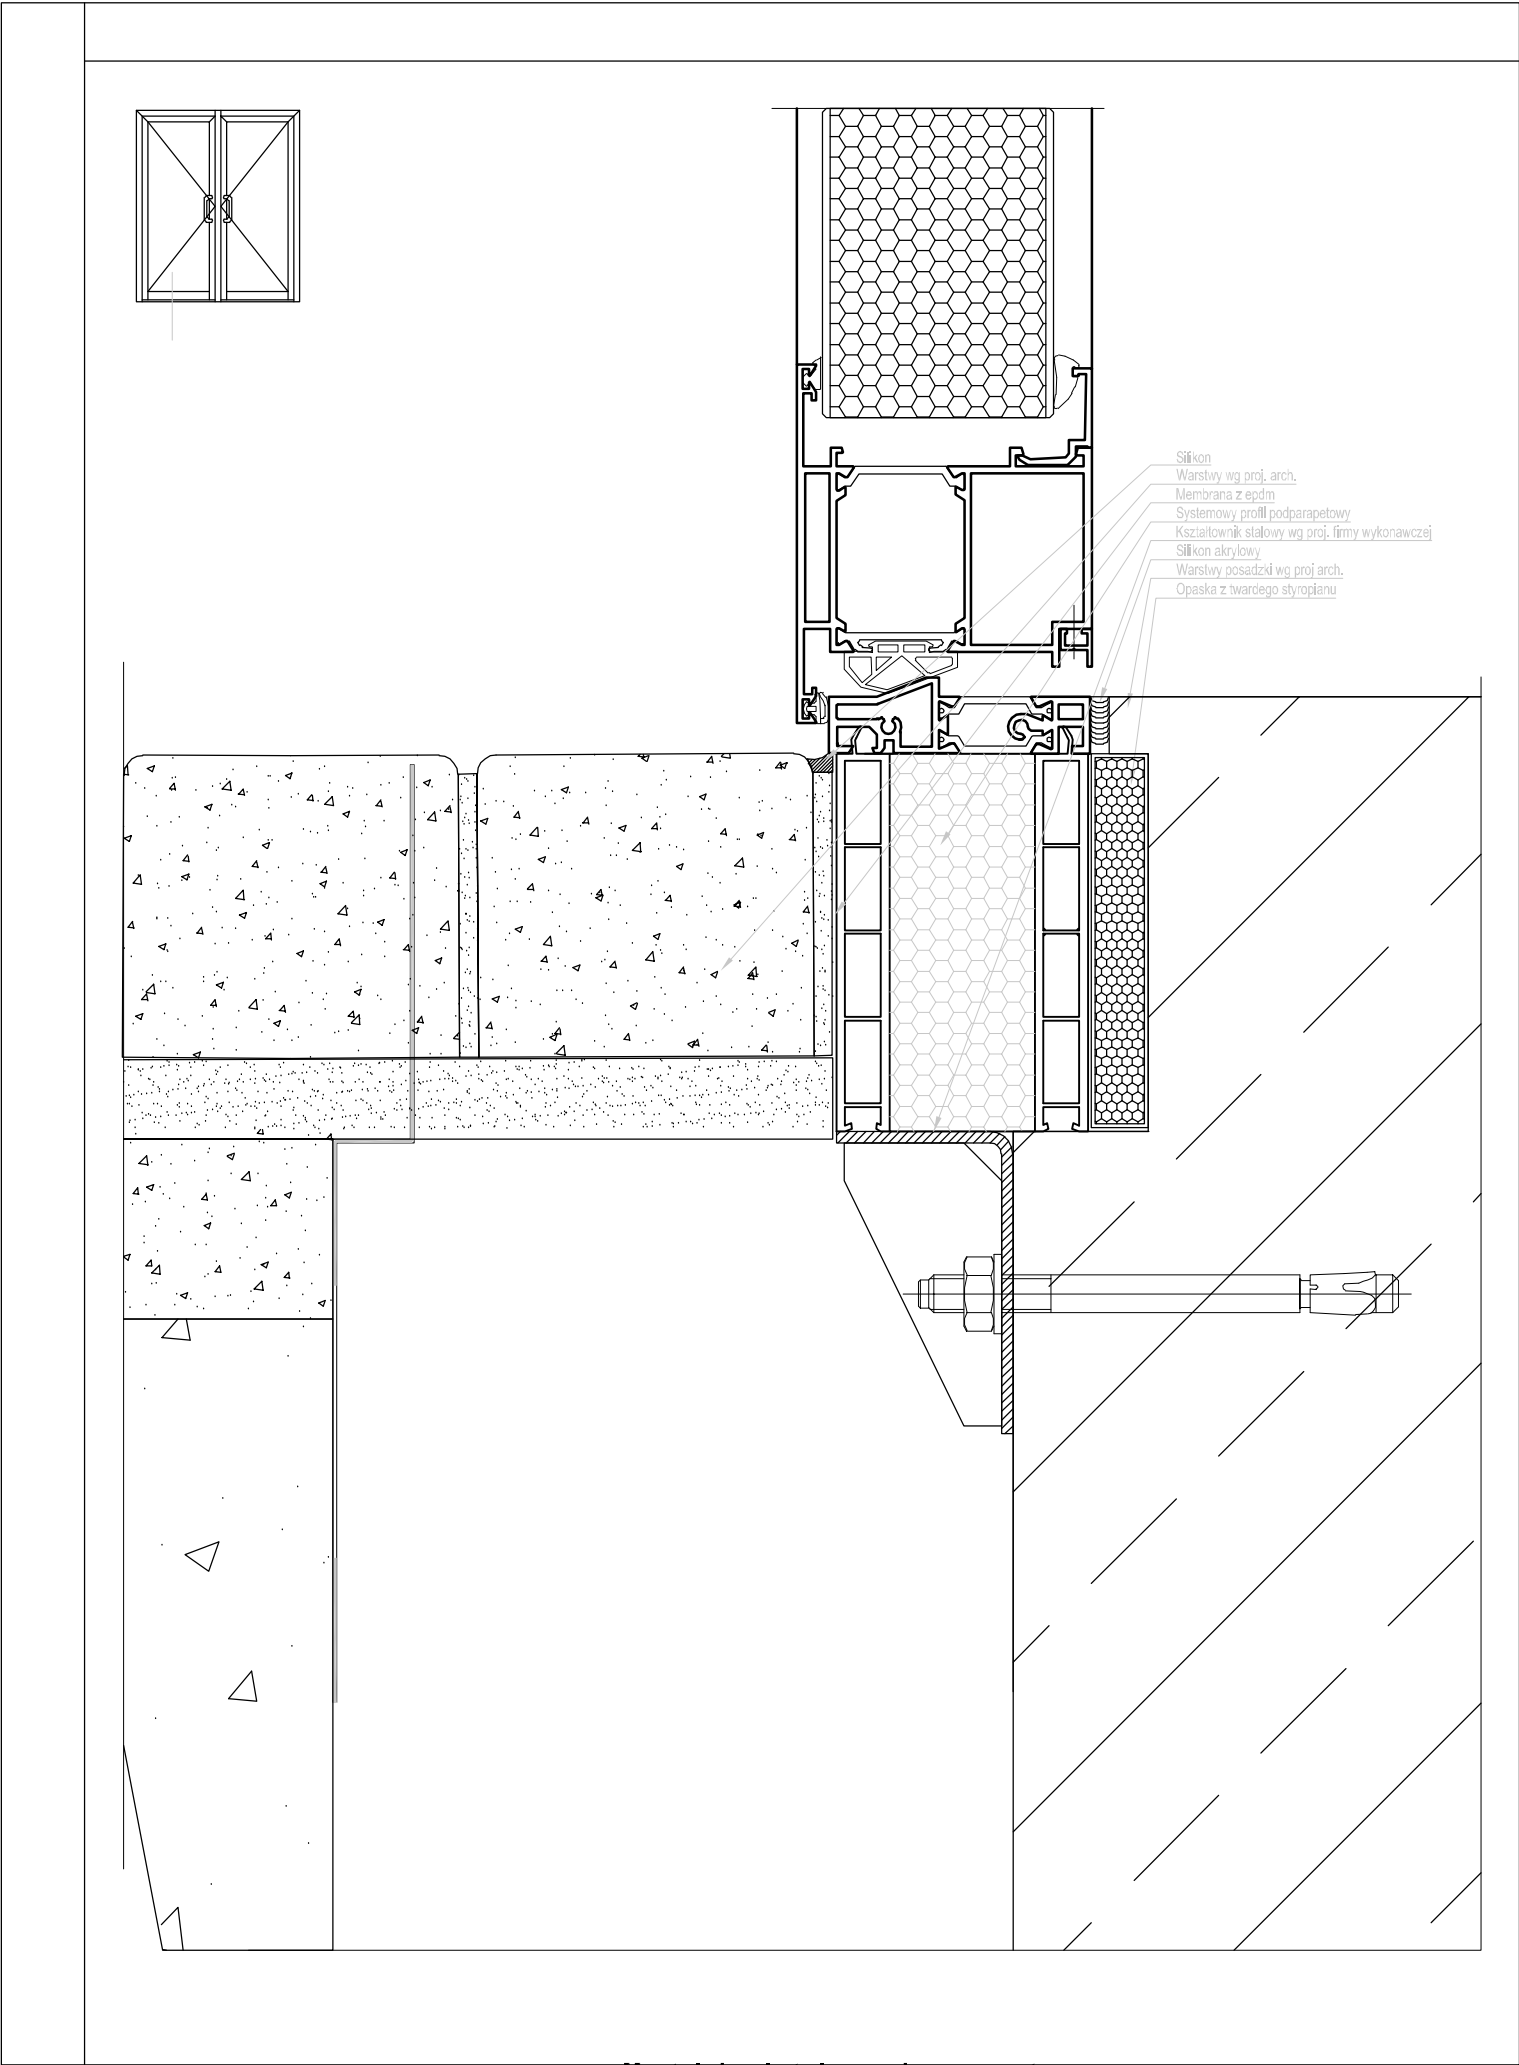 Silikon
Warstwy wg proj. arch.
Membrana z epdm
Systemowy profil podparapetowy
Kształtownik stalowy wg proj. firmy wykonawczej
Silikon akrylowy
Warstwy posadzki wg proj arch.
Opaska z twardego styropianu